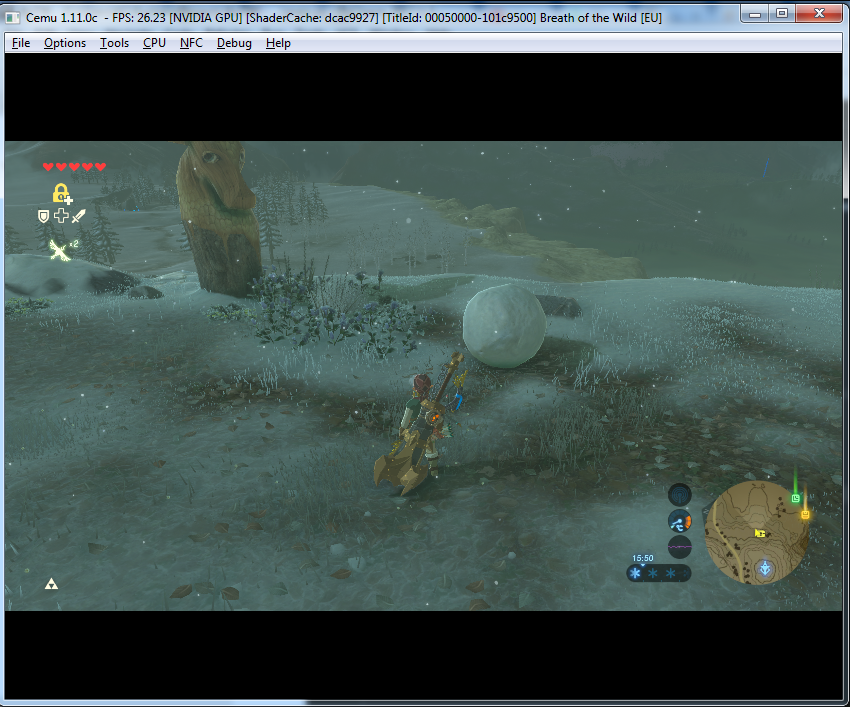 Cemu 1.11.0c - FPS: 26.23 [NVIDIA GPU] [ShaderCache: dcac9927] [TitleId: 00050000-101c9500] Breath of the Wild [EU]
File Options Tools CPU NFC Debug Help
×2
15:50